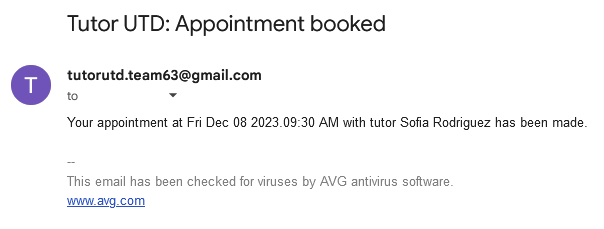 Tutor UTD: Appointment booked
T
tutorutd.team63@gmail.com
to
Your appointment at Fri Dec 08 2023.09:30 AM with tutor Sofia Rodriguez has been made.
--
This email has been checked for viruses by AVG antivirus software.
www.avg.com